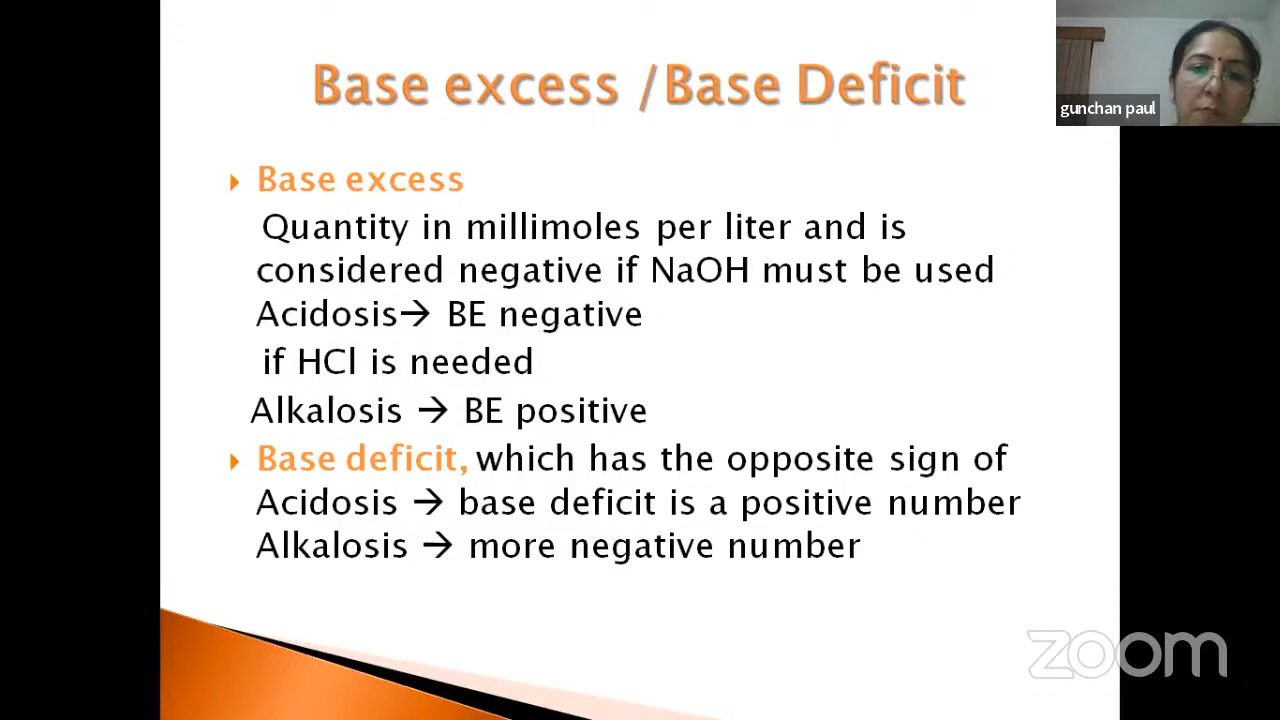 Base excess /Base Deficit
gunchan paul
Base excess
Quantity in millimoles per liter and is
considered negative if NaOH must be used
Acidosis→ BE negative
if HCl is needed
Alkalosis → BE positive
Base deficit, which has the opposite sign of
Acidosis → base deficit is a positive number
Alkalosis → more negative number
zoom